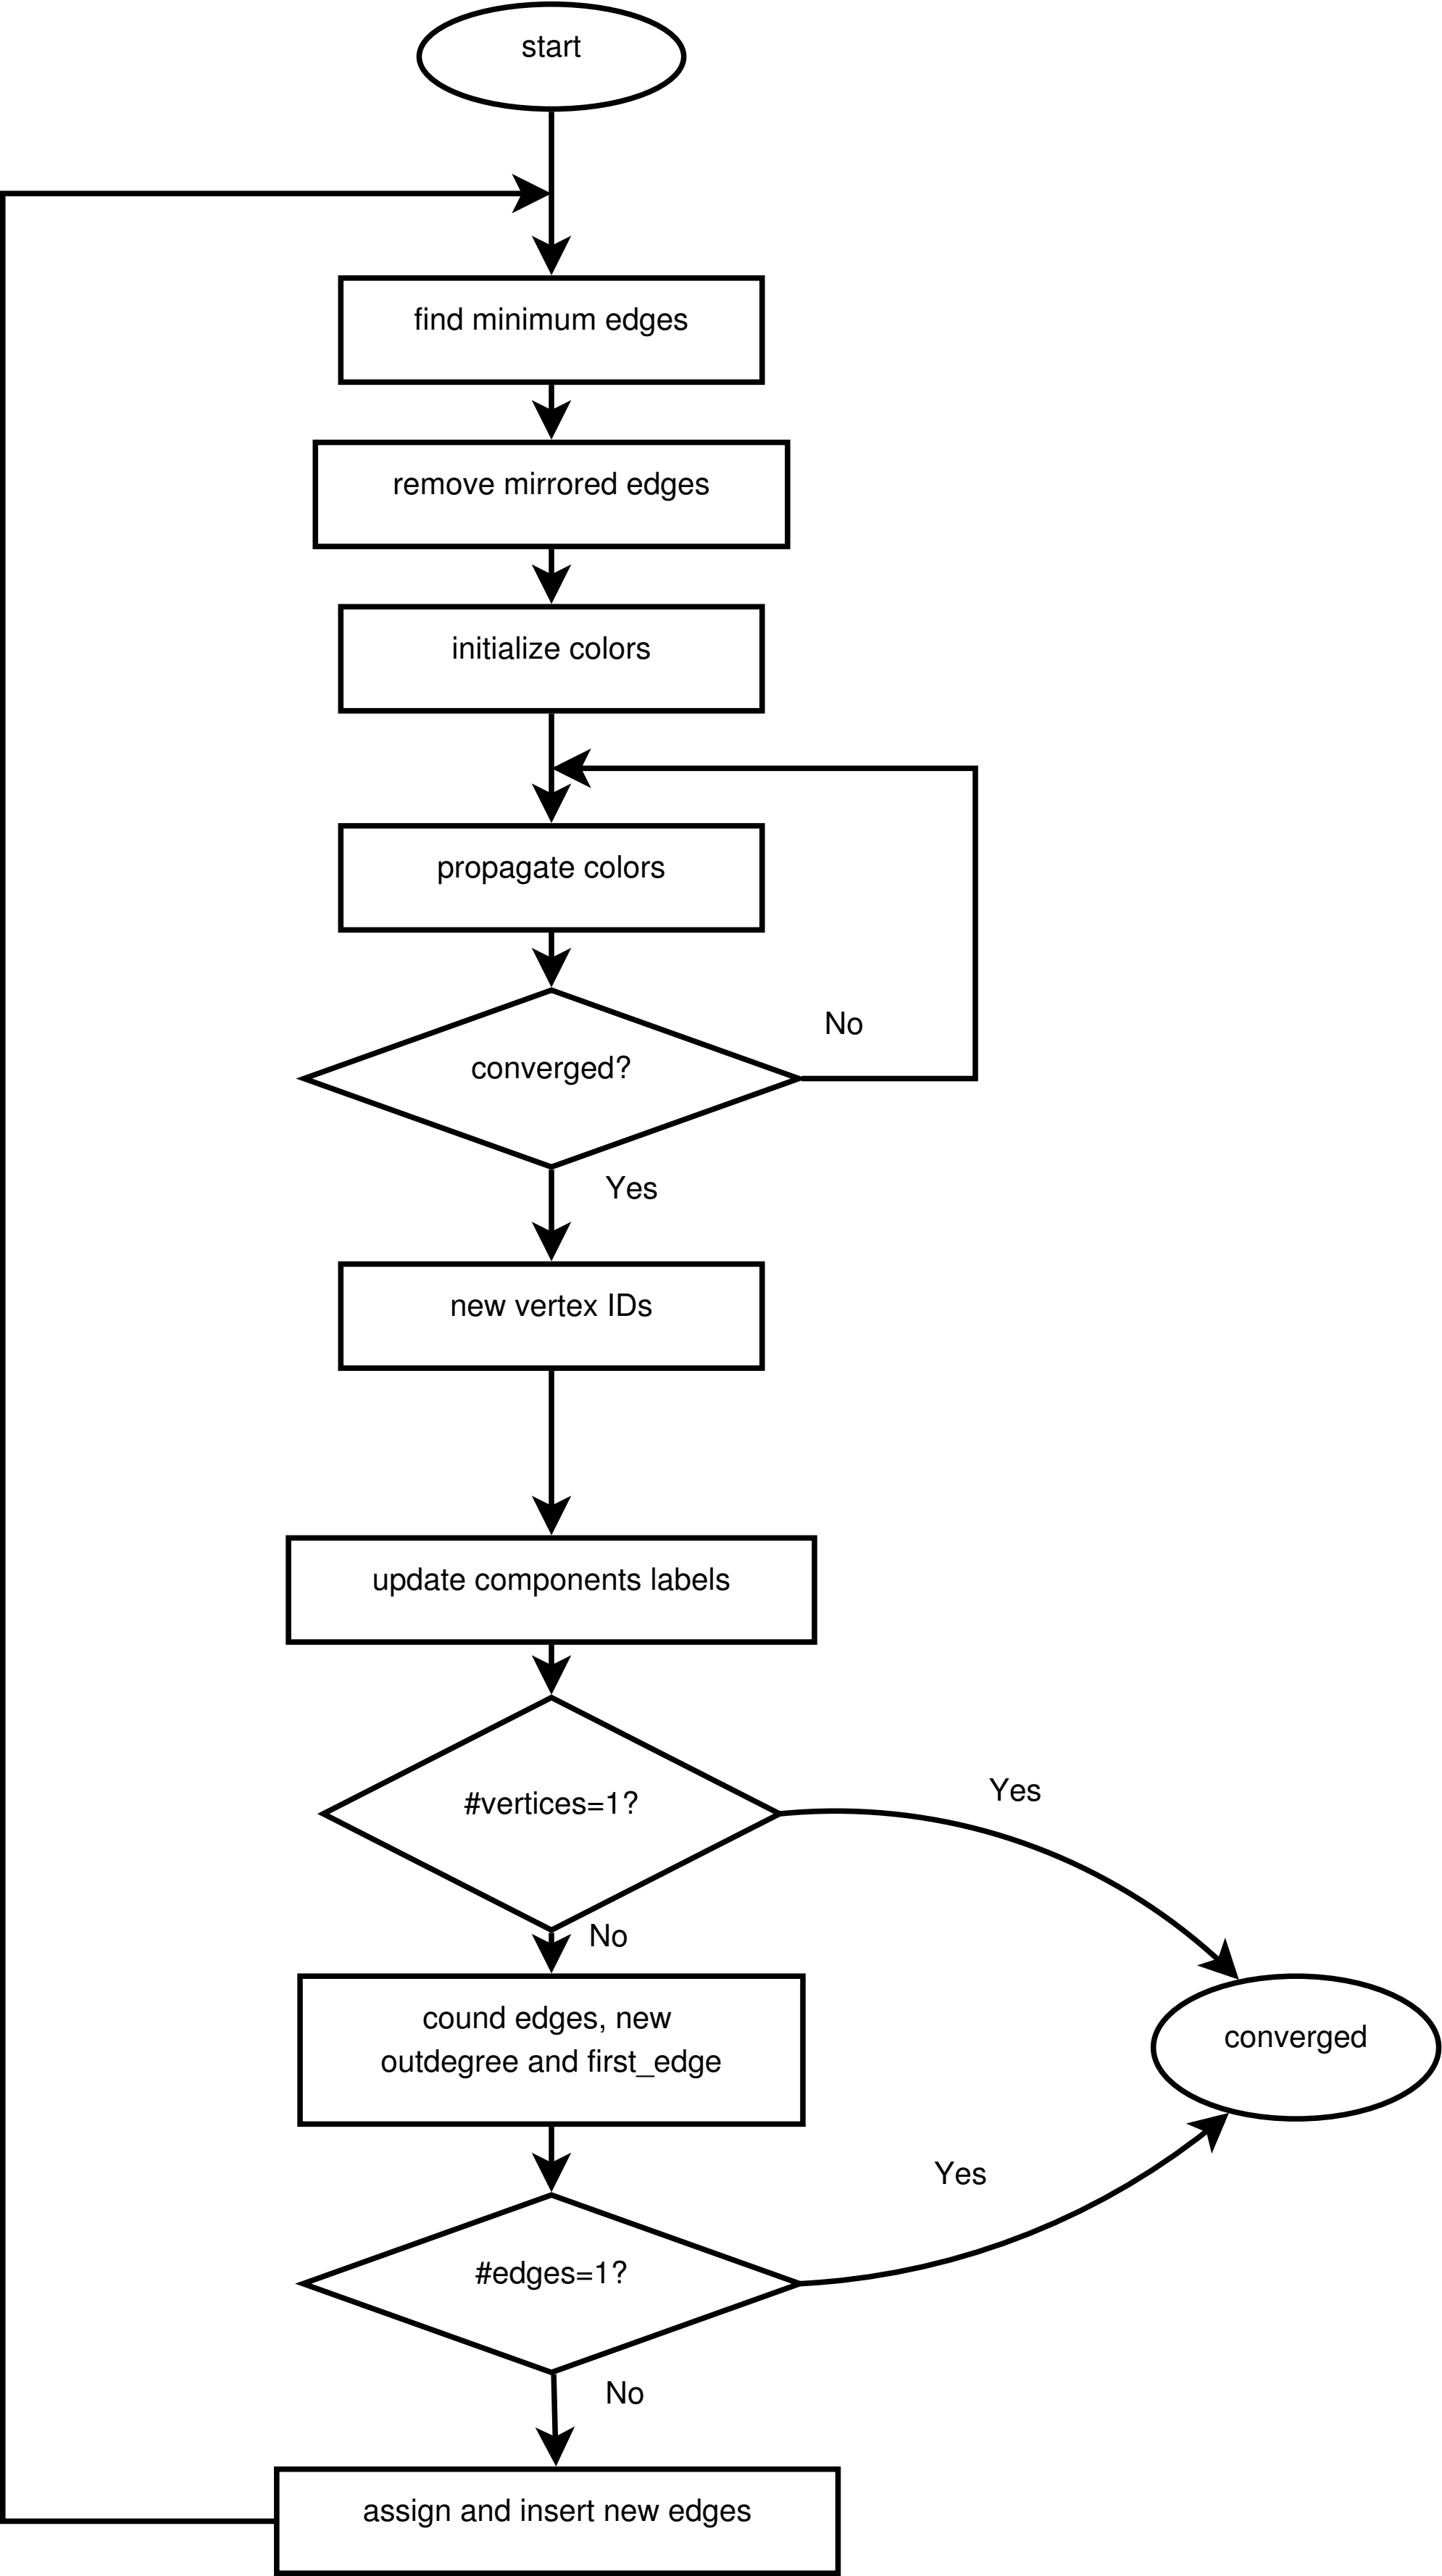 start
find minimum edges
remove mirrored edges
initialize colors
propagate colors
No
converged?
Yes
new vertex IDs
update components labels
Yes
#vertices=1?
No
cound edges, new
outdegree and first_edge
converged
Yes
#edges=1?
No
assign and insert new edges